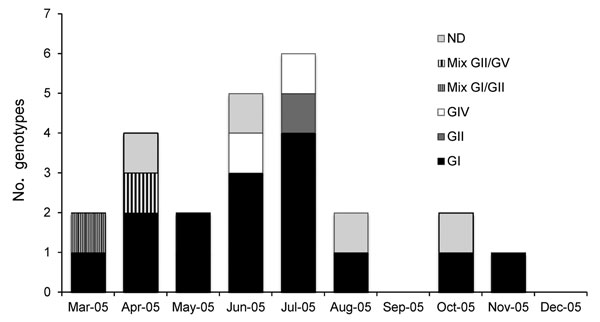 7
6
5
4
3
2
1
0
No. genotypes
ND
Mix GII/GV
Mix GI/GII
GIV
GII
GI
Mar-05 Apr-05 May-05 Jun-05 Jul-05 Aug-05 Sep-05 Oct-05 Nov-05 Dec-05